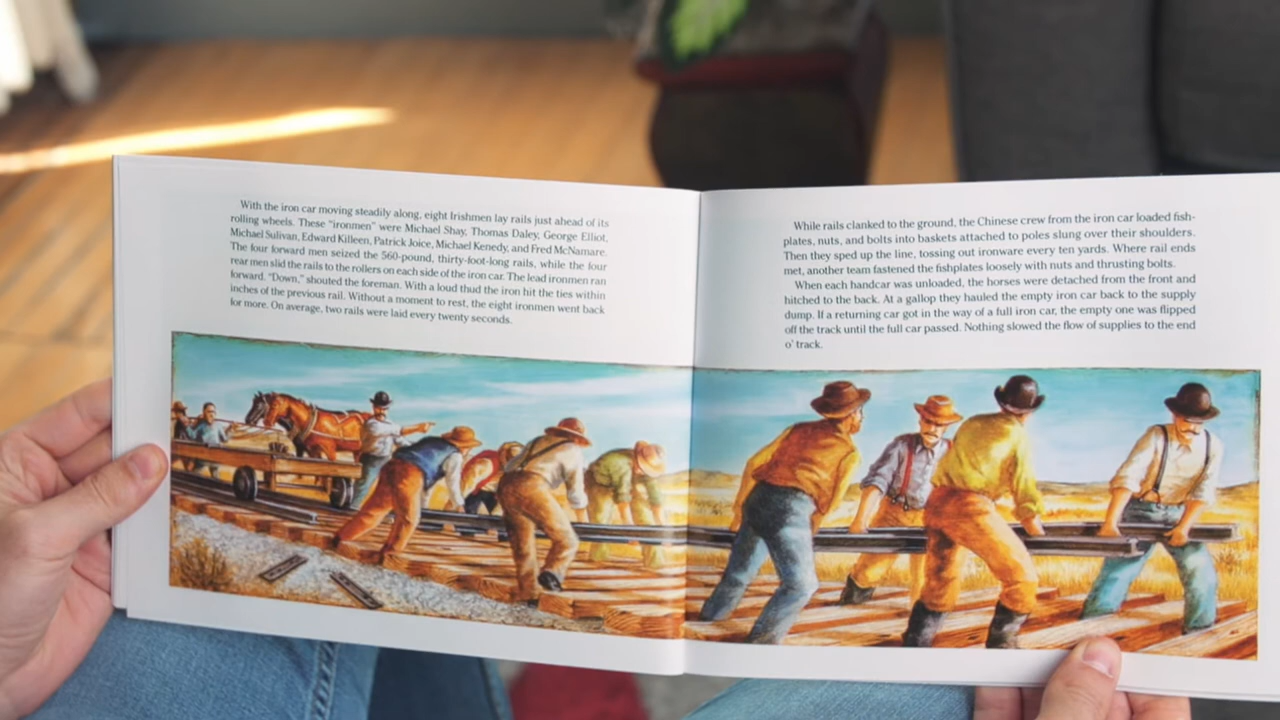 With the iron car moving steadily along, eight Irishmen lay rails just ahead of its
rolling wheels. These “ironmen” were Michael Shay, Thomas Daley, George Elliot,
Michael Sulivan, Edward Killeen, Patrick Joice, Michael Kenedy, and Fred McNamare.
The four forward men seized the 560-pound, thirty-foot-long rails, while the four
rear men slid the rails to the rollers on each side of the iron car. The lead ironmen ran
forward. “Down,” shouted the foreman. With a loud thud the iron hit the ties within
inches of the previous rail. Without a moment to rest, the eight ironmen went back
for more. On average, two rails were laid every twenty seconds.
While rails clanked to the ground, the Chinese crew from the iron car loaded fish-
plates, nuts, and bolts into baskets attached to poles slung over their shoulders.
Then they sped up the line, tossing out ironware every ten yards. Where rail ends
met, another team fastened the fishplates loosely with nuts and thrusting bolts.
When each handcar was unloaded, the horses were detached from the front and
hitched to the back. At a gallop they hauled the empty iron car back to the supply
dump. If a returning car got in the way of a full iron car, the empty one was flipped
off the track until the full car passed. Nothing slowed the flow of supplies to the end
o’ track.